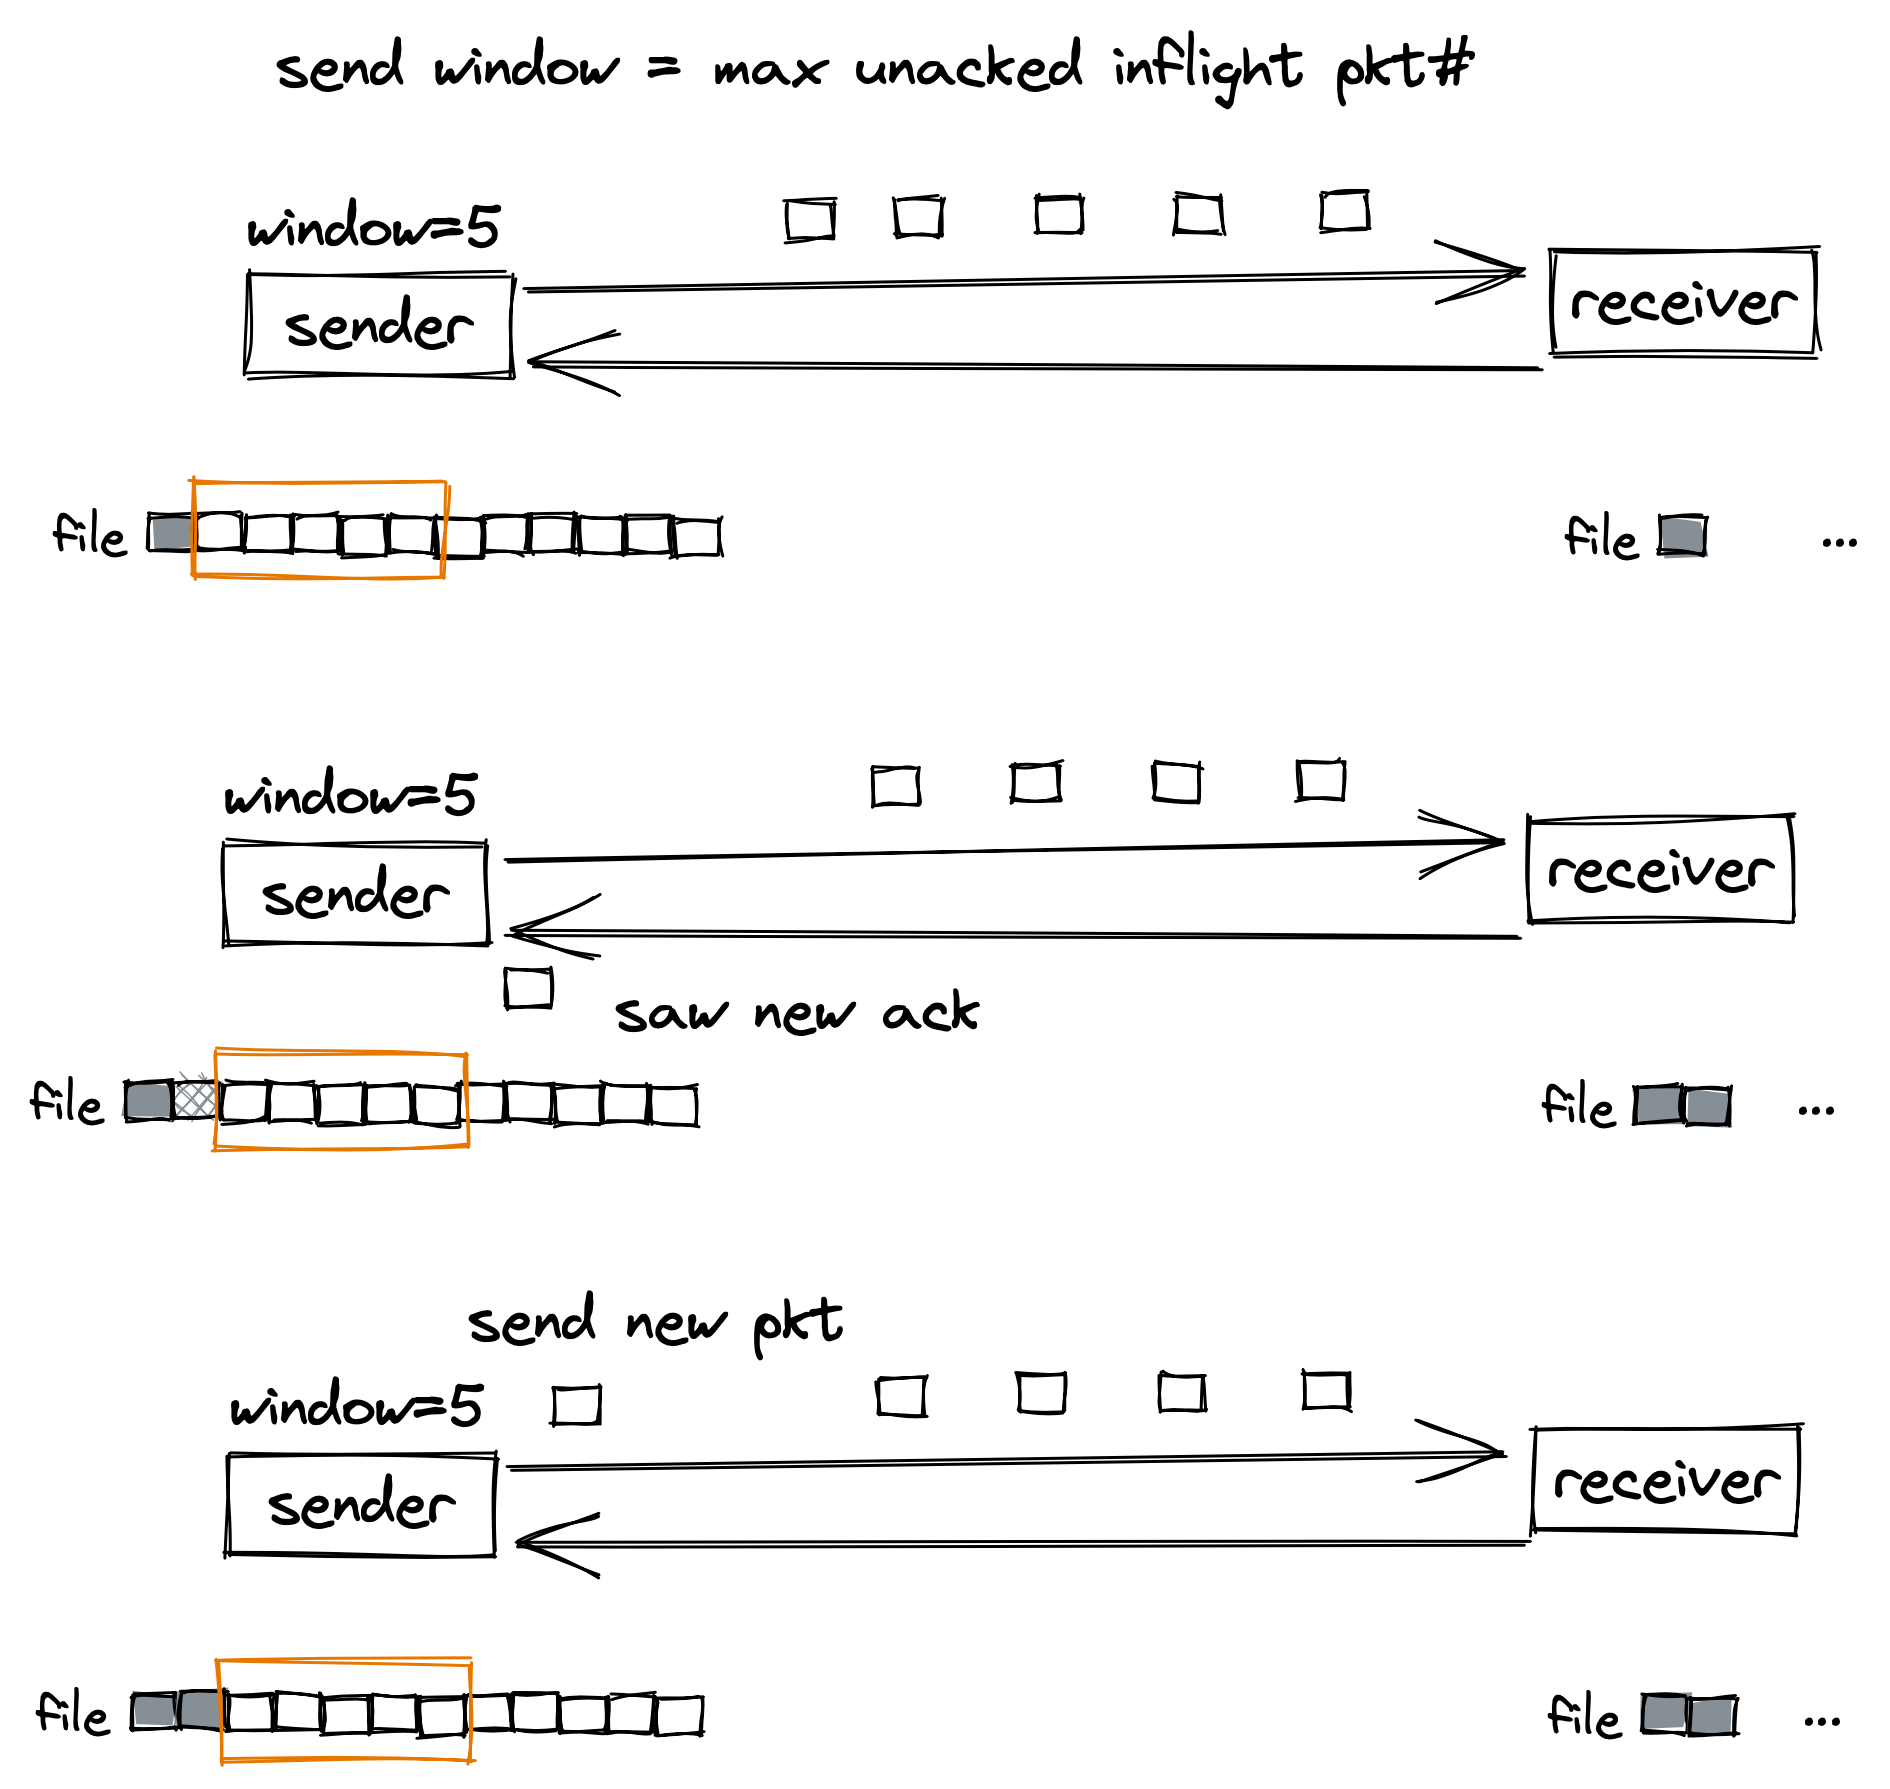 send window = max unacked inflight pkt#
window=5
sender
receiver
file
file ...
window=5
sender
receiver
saw new ack
file
file ...
send new pkt
window=5
sender
receiver
file
file ...